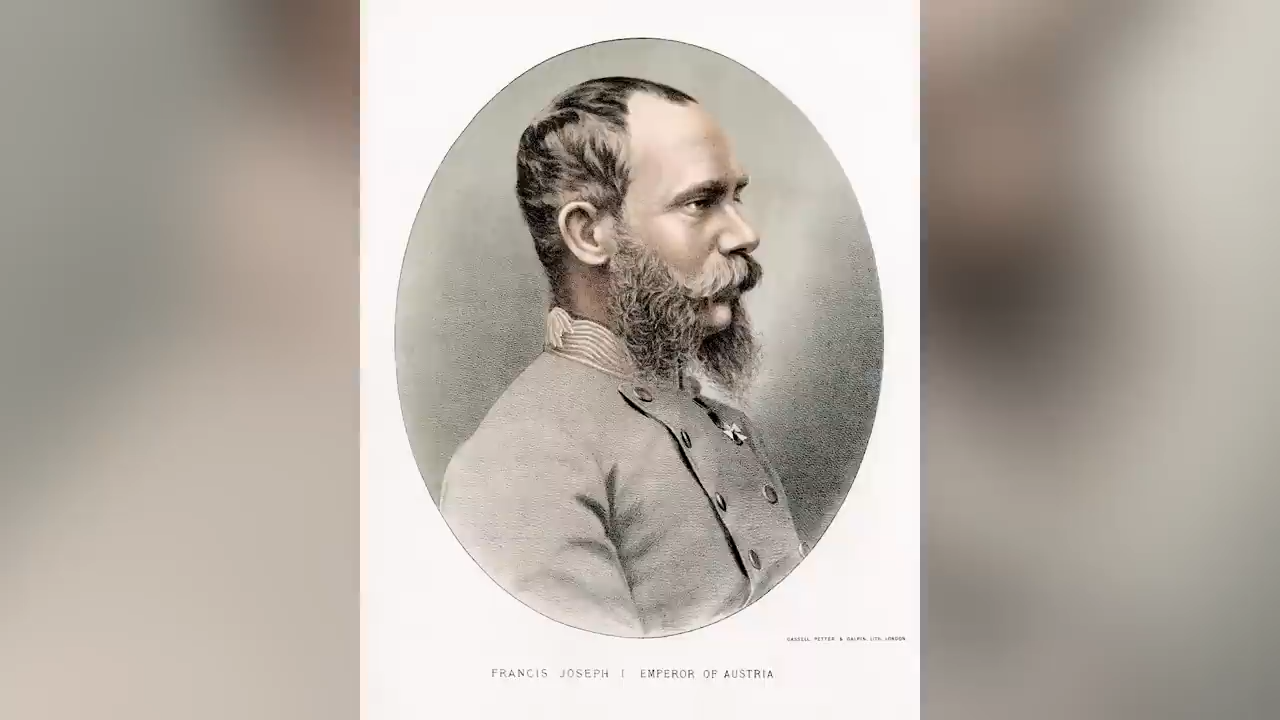 CASSELL PETTER & GALPIN, LITH, LONDON
FRANCIS JOSEPH I EMPEROR OF AUSTRIA